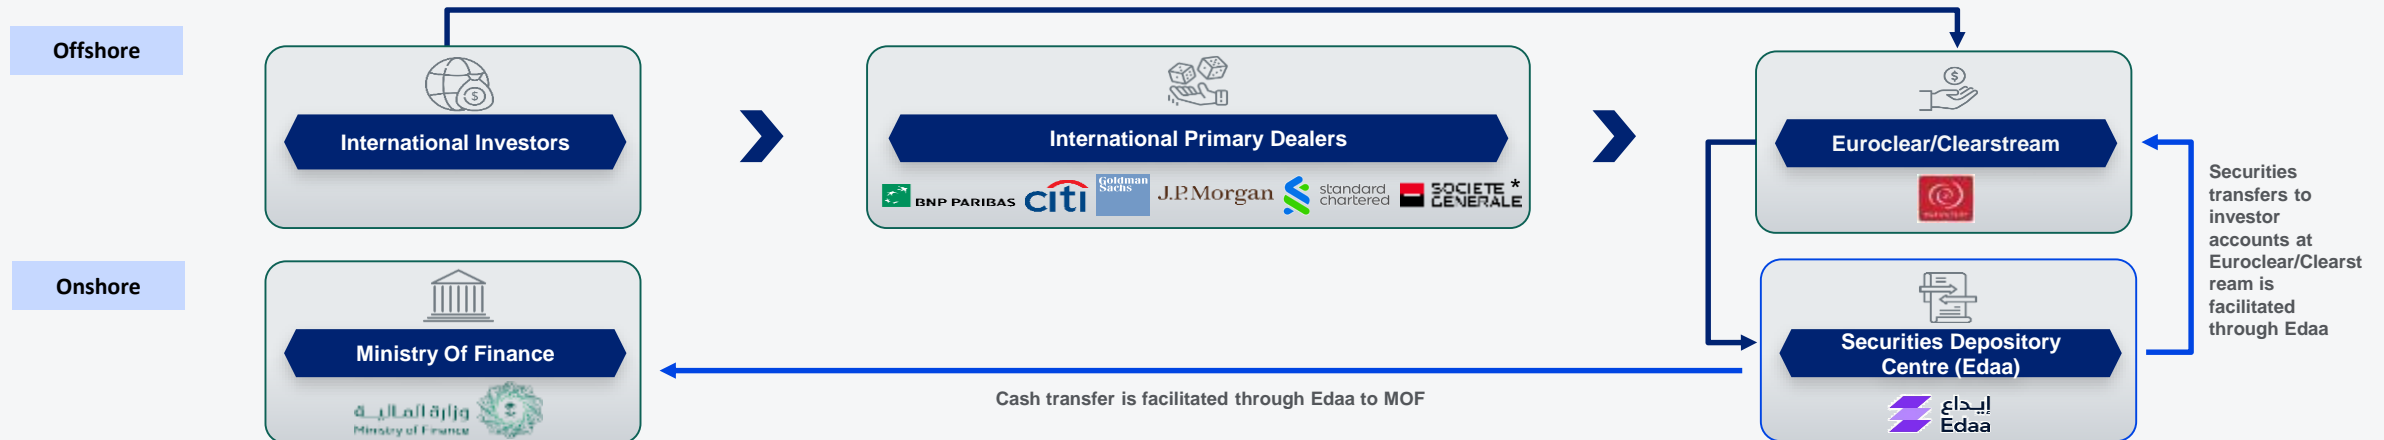 Offshore
International Investors
International Primary Dealers
BNP PARIBAS
citi
Goldman
Sachs
J.P.Morgan
standard
chartered
SOCIETE *
GENERALE
Euroclear/Clearstream
Securities
transfers to
investor
accounts at
Euroclear/Clearst
ream is
facilitated
through Edaa
Onshore
Ministry Of Finance
وزارة المالية
Ministry of Finance
Cash transfer is facilitated through Edaa to MOF
Securities Depository
Centre (Edaa)
إيداع
Edaa